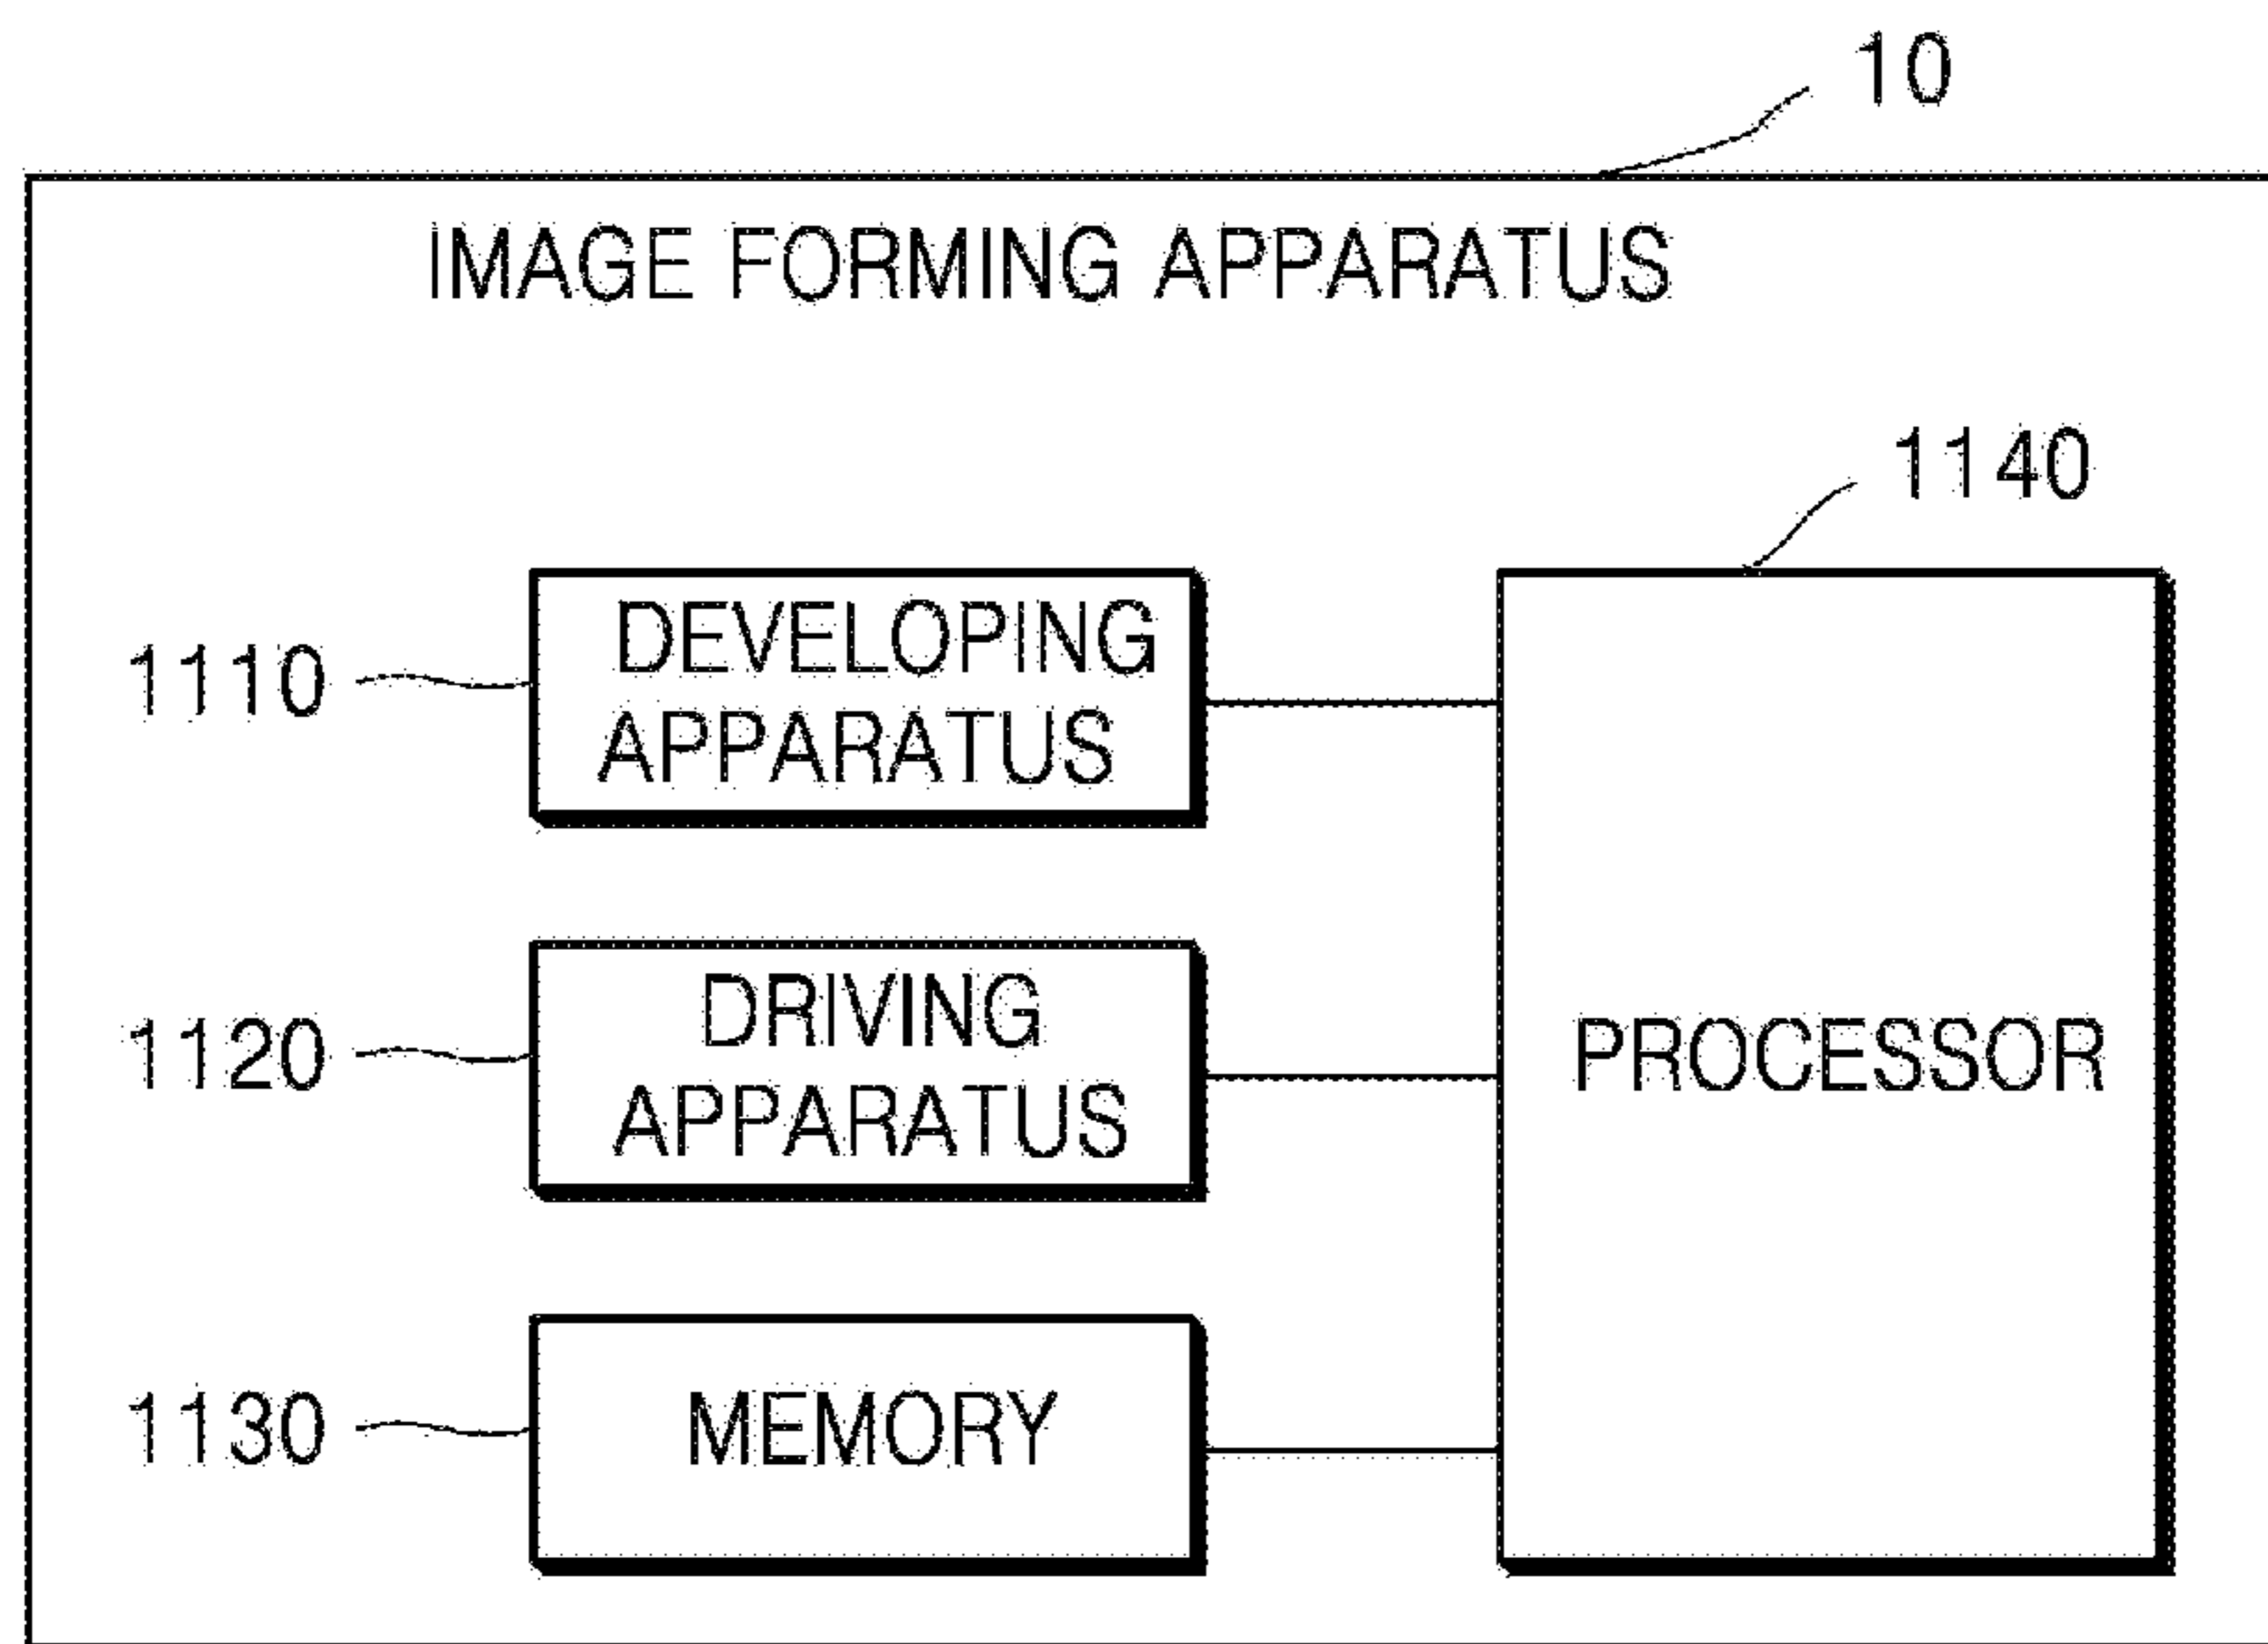 10
IMAGE FORMING APPARATUS
1140
1110
DEVELOPING
APPARATUS
1120
DRIVING
APPARATUS
PROCESSOR
1130
MEMORY